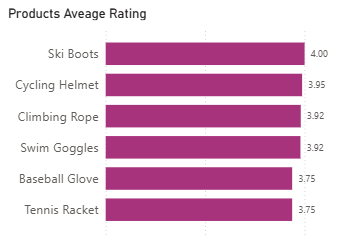 Products Aveage Rating
Ski Boots 4.00
Cycling Helmet 3.95
Climbing Rope 3.92
Swim Goggles 3.92
Baseball Glove 3.75
Tennis Racket 3.75